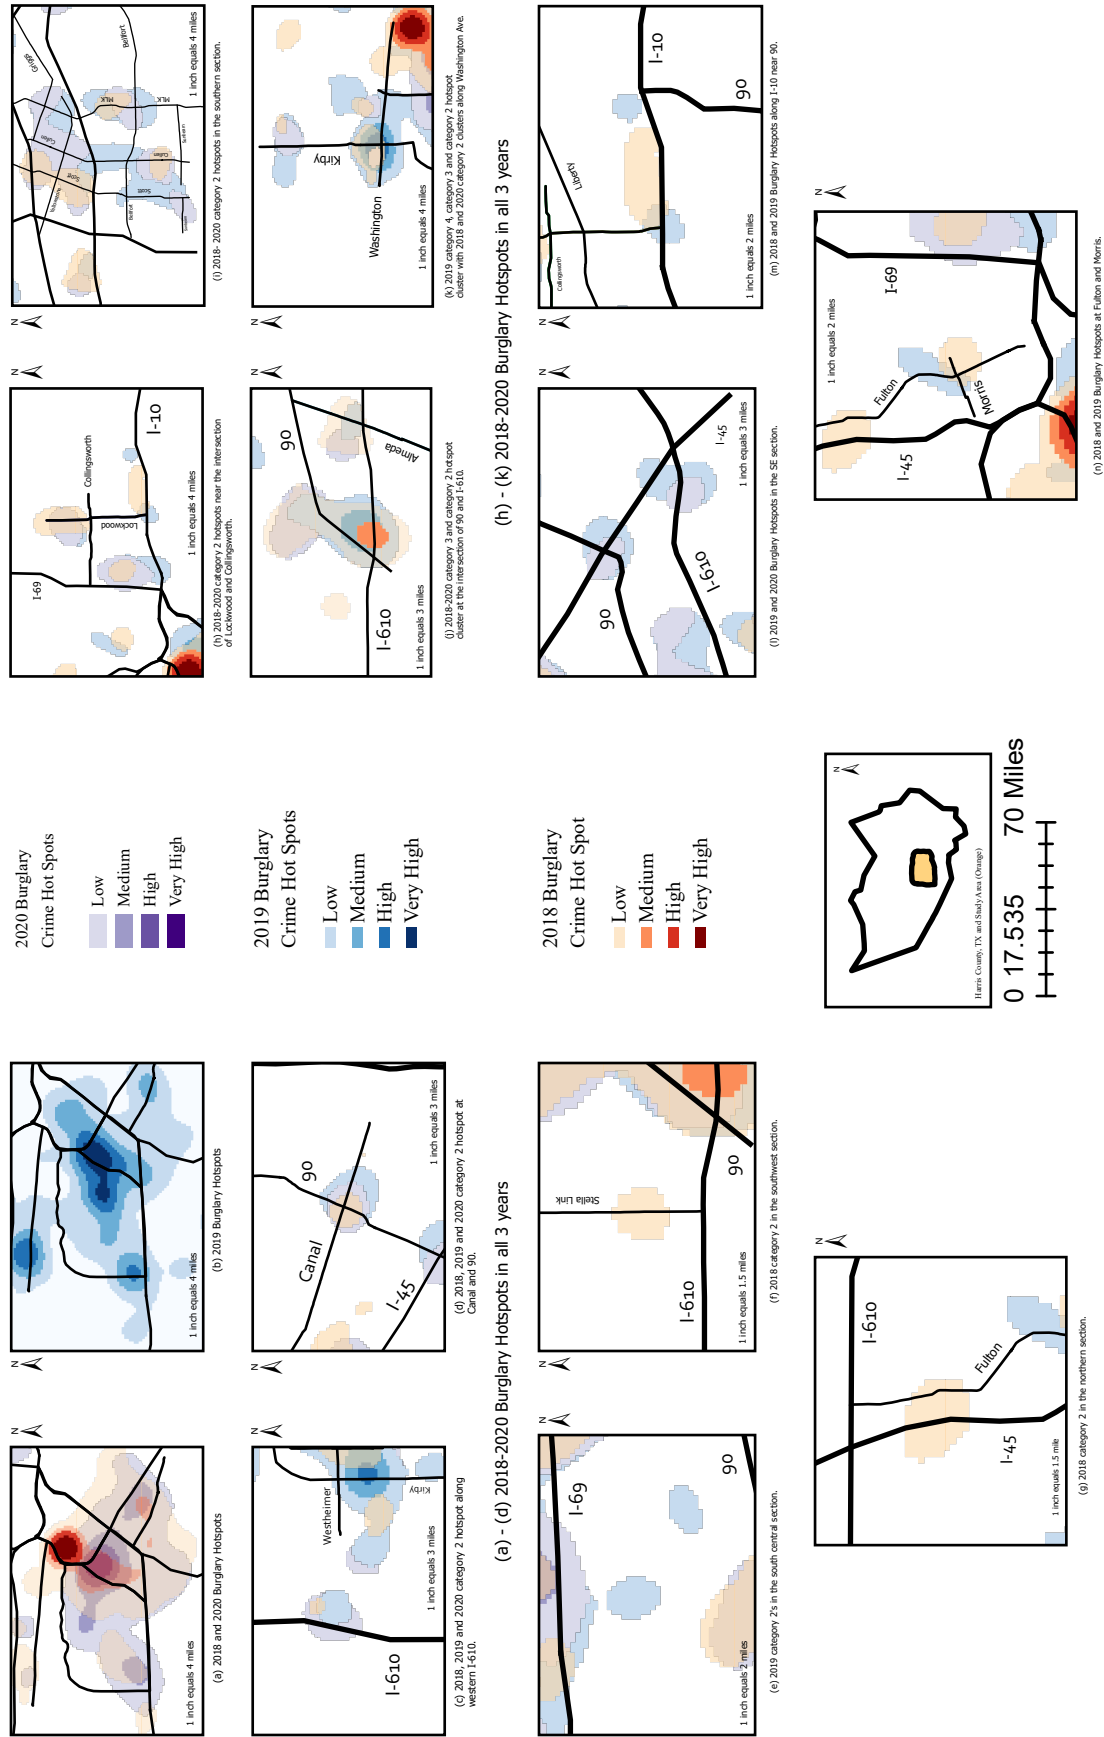 N
1 inch equals 4 miles
(a) 2018 and 2020 Burglary Hotspots
N
1 inch equals 4 miles
(b) 2019 Burglary Hotspots
2020 Burglary
Crime Hot Spots
Low
Medium
High
Very High
N
I-69
Collingsworth
Lockwood
I-10
1 inch equals 4 miles
(h) 2018-2020 category 2 hotspots near the intersection
of Lockwood and Collingsworth.
N
Griggs
Belfort
MLK
MLK
Cullen
Scott
Yellowstone
Cullen
Scott
Belfort
1 inch equals 4 miles
(i) 2018- 2020 category 2 hotspots in the southern section.
N
Westheimer
Kirby
I-610
1 inch equals 3 miles
(c) 2018, 2019 and 2020 category 2 hotspot along
western I-610.
N
90
Canal
I-45
1 inch equals 3 miles
(d) 2018, 2019 and 2020 category 2 hotspot at
Canal and 90.
2019 Burglary
Crime Hot Spots
Low
Medium
High
Very High
N
90
Almeda
I-610
1 inch equals 3 miles
(j) 2018-2020 category 3 and category 2 hotspot
cluster at the intersection of 90 and I-610.
N
Kirby
Washington
1 inch equals 4 miles
(k) 2019 category 4, category 3 and category 2 hotspot
cluster with 2018 and 2020 category 2 clusters along Washington Ave.
(a) - (d) 2018-2020 Burglary Hotspots in all 3 years
(h) - (k) 2018-2020 Burglary Hotspots in all 3 years
N
I-69
90
1 inch equals 2 miles
(e) 2019 category 2's in the south central section.
N
Stella Link
I-610
90
1 inch equals 1.5 miles
(f) 2018 category 2 in the southwest section.
2018 Burglary
Crime Hot Spot
Low
Medium
High
Very High
N
90
I-610
I-45
1 inch equals 3 miles
(l) 2019 and 2020 Burglary Hotspots in the SE section.
N
Collingsworth
Liberty
I-10
90
1 inch equals 2 miles
(m) 2018 and 2019 Burglary Hotspots along I-10 near 90.
N
I-610
Fulton
I-45
1 inch equals 1.5 mile
(g) 2018 category 2 in the northern section.
N
Harris County, TX and Study Area (Orange)
0 17.535 70 Miles
N
1 inch equals 2 miles
Fulton
Morris
I-45
I-69
(n) 2018 and 2019 Burglary Hotspots at Fulton and Morris.